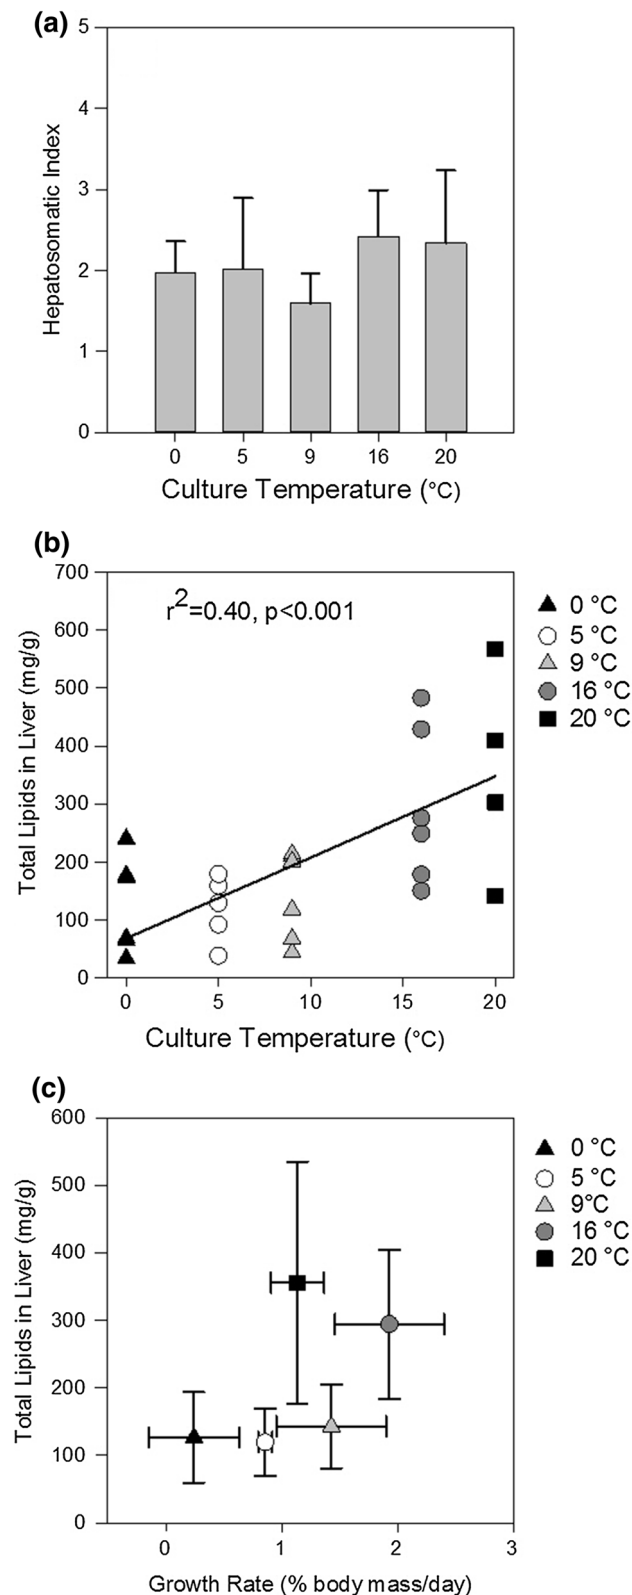 (a)
5
4
3
2
1
0
Hepatosomatic Index
0 5 9 16 20
Culture Temperature (°C)
(b)
700
600
500
400
300
200
100
0
Total Lipids in Liver (mg/g)
r2=0.40, p<0.001
0 5 10 15 20
Culture Temperature (°C)
0 °C
5 °C
9 °C
16 °C
20 °C
(c)
600
500
400
300
200
100
0
Total Lipids in Liver (mg/g)
0 1 2 3
Growth Rate (% body mass/day)
0 °C
5 °C
9°C
16 °C
20 °C